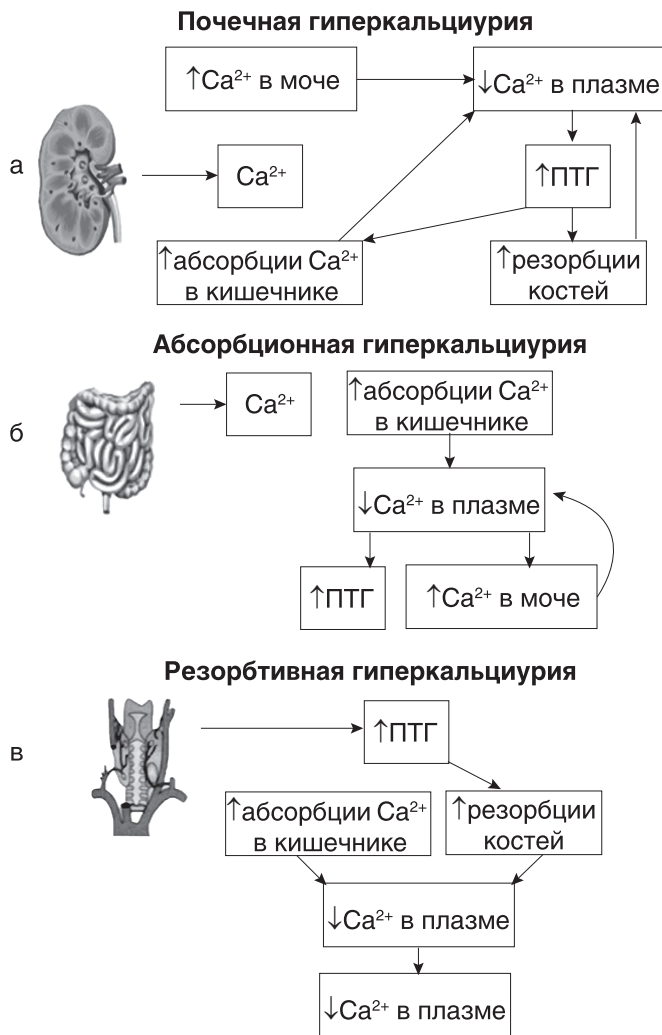 Почечная гиперкальциурия
↑Ca²⁺ в моче
↓Ca²⁺ в плазме
а
Ca²⁺
↑ПТГ
↑абсорбции Ca²⁺
в кишечнике
↑резорбции
костей
Абсорбционная гиперкальциурия
б
Ca²⁺
↑абсорбции Ca²⁺
в кишечнике
↓Ca²⁺ в плазме
↑ПТГ
↑Ca²⁺ в моче
Резорбтивная гиперкальциурия
в
↑ПТГ
↑абсорбции Ca²⁺
в кишечнике
↑резорбции
костей
↓Ca²⁺ в плазме
↓Ca²⁺ в плазме